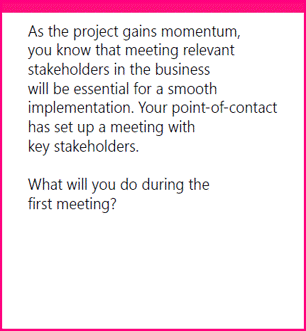 As the project gains momentum,
you know that meeting relevant
stakeholders in the business
will be essential for a smooth
implementation. Your point-of-contact
has set up a meeting with
key stakeholders.
What will you do during the
first meeting?